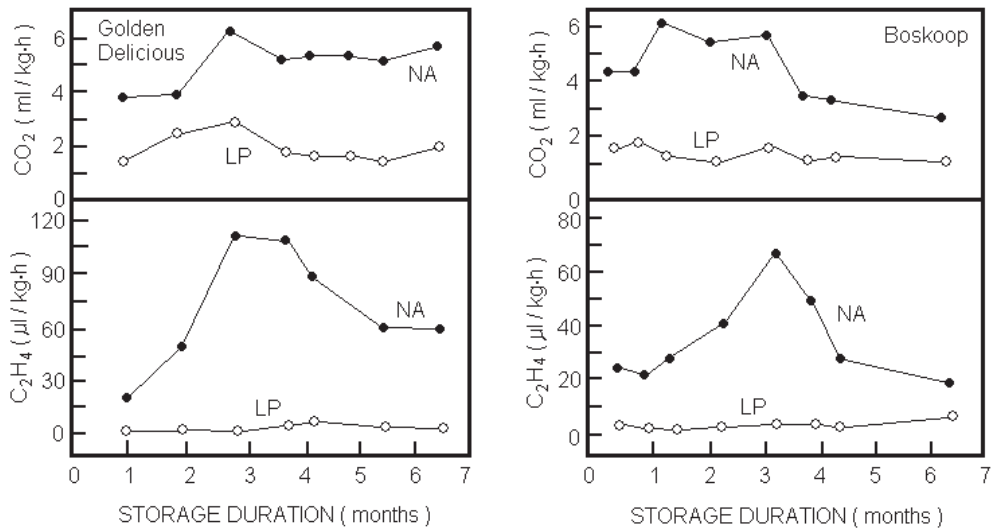 Golden
Delicious
CO₂ ( ml / kg·h )
6
4
2
0
NA
LP
C₂H₄ ( µl / kg·h )
120
90
60
30
0
NA
LP
0 1 2 3 4 5 6 7
STORAGE DURATION ( months )
Boskoop
CO₂ ( ml / kg·h )
6
4
2
0
NA
LP
C₂H₄ ( µl / kg·h )
80
60
40
20
0
NA
LP
0 1 2 3 4 5 6 7
STORAGE DURATION ( months )